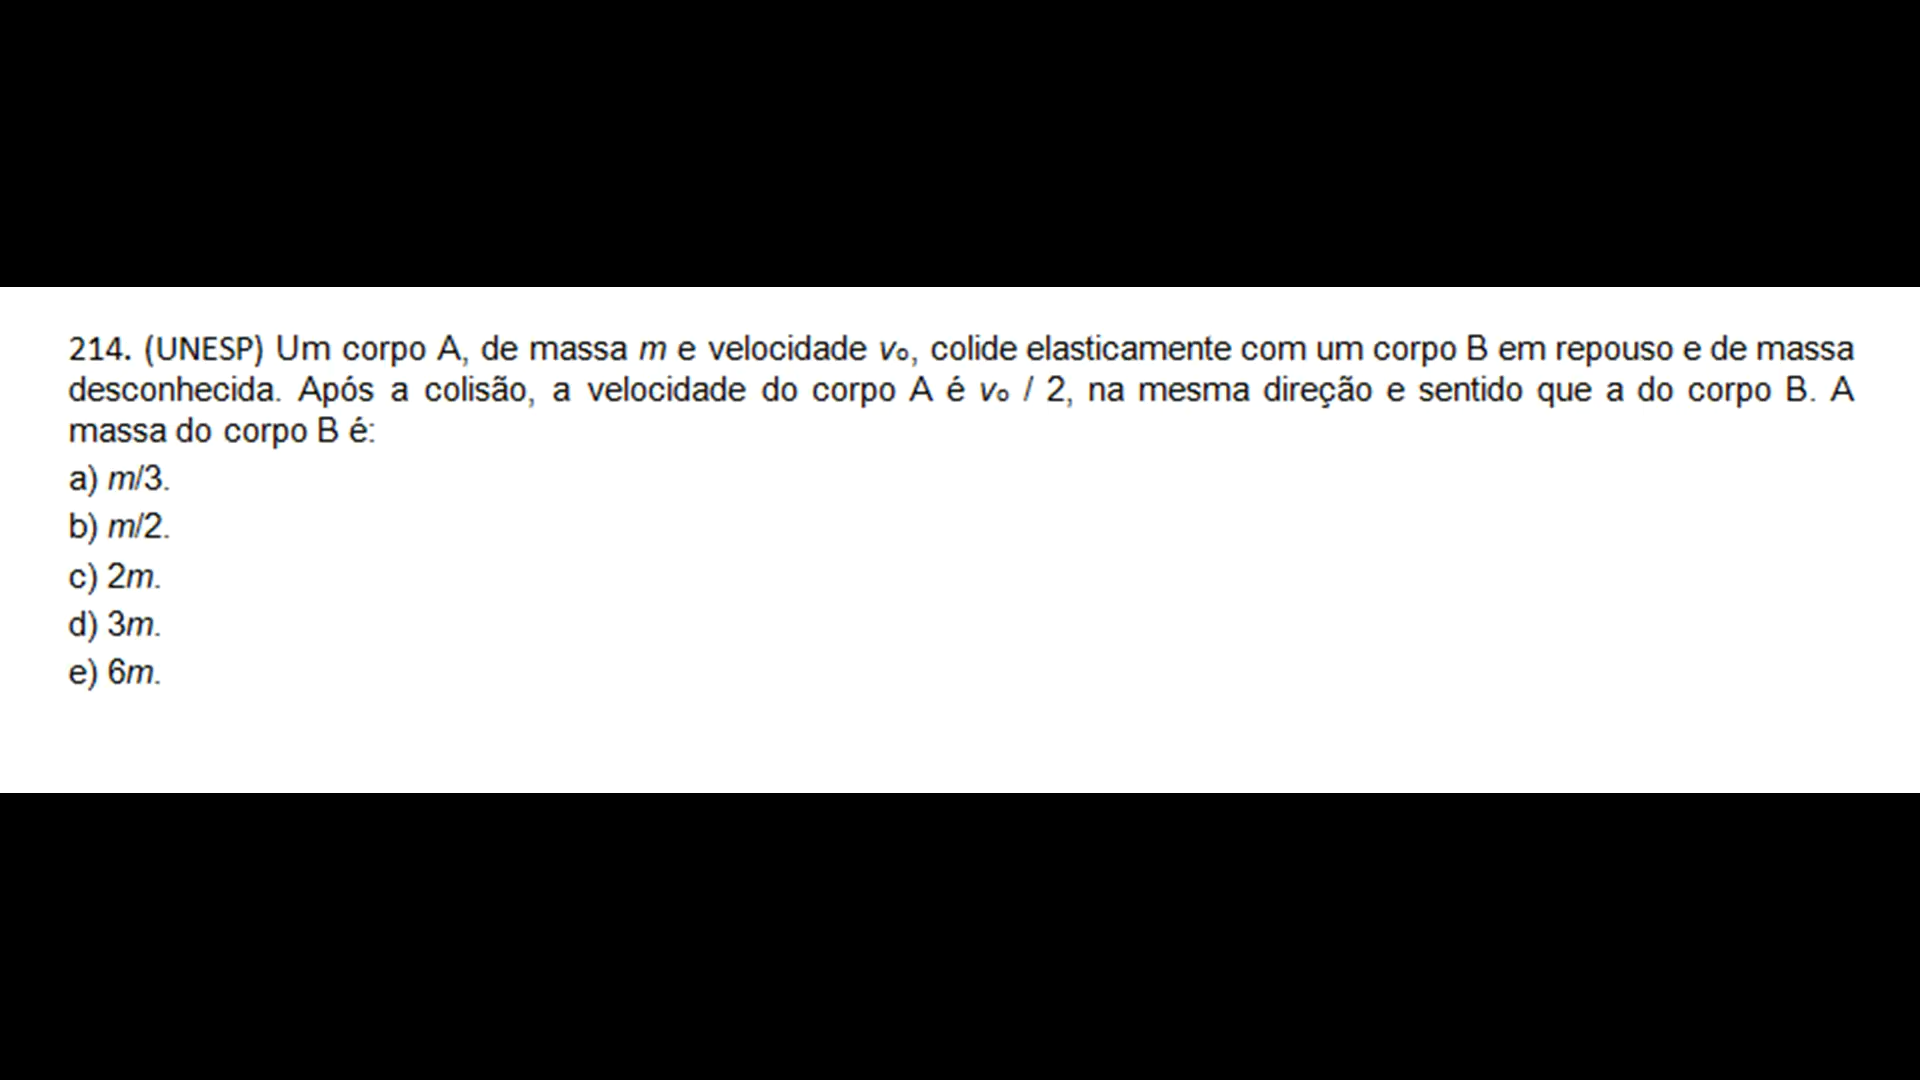 214. (UNESP) Um corpo A, de massa m e velocidade v₀, colide elasticamente com um corpo B em repouso e de massa
desconhecida. Após a colisão, a velocidade do corpo A é v₀ / 2, na mesma direção e sentido que a do corpo B. A
massa do corpo B é:
a) m/3.
b) m/2.
c) 2m.
d) 3m.
e) 6m.